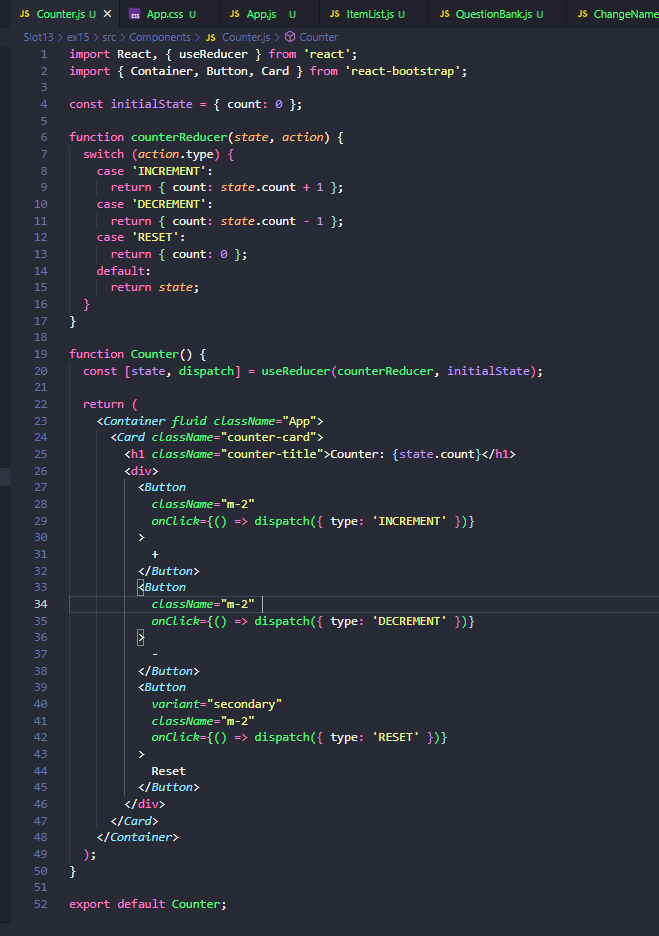 JS Counter.js U × CSS App.css U JS App.js U JS ItemList.js U JS QuestionBank.js U JS ChangeName
Slot13 > ex15 > src > Components > JS Counter.js > Counter
1 import React, { useReducer } from 'react';
2 import { Container, Button, Card } from 'react-bootstrap';
3
4 const initialState = { count: 0 };
5
6 function counterReducer(state, action) {
7   switch (action.type) {
8     case 'INCREMENT':
9       return { count: state.count + 1 };
10     case 'DECREMENT':
11       return { count: state.count - 1 };
12     case 'RESET':
13       return { count: 0 };
14     default:
15       return state;
16   }
17 }
18
19 function Counter() {
20   const [state, dispatch] = useReducer(counterReducer, initialState);
21
22   return (
23     <Container fluid className="App">
24       <Card className="counter-card">
25         <h1 className="counter-title">Counter: {state.count}</h1>
26         <div>
27           <Button
28             className="m-2"
29             onClick={() => dispatch({ type: 'INCREMENT' })}
30           >
31             +
32           </Button>
33           <Button
34             className="m-2"
35             onClick={() => dispatch({ type: 'DECREMENT' })}
36           >
37             -
38           </Button>
39           <Button
40             variant="secondary"
41             className="m-2"
42             onClick={() => dispatch({ type: 'RESET' })}
43           >
44             Reset
45           </Button>
46         </div>
47       </Card>
48     </Container>
49   );
50 }
51
52 export default Counter;